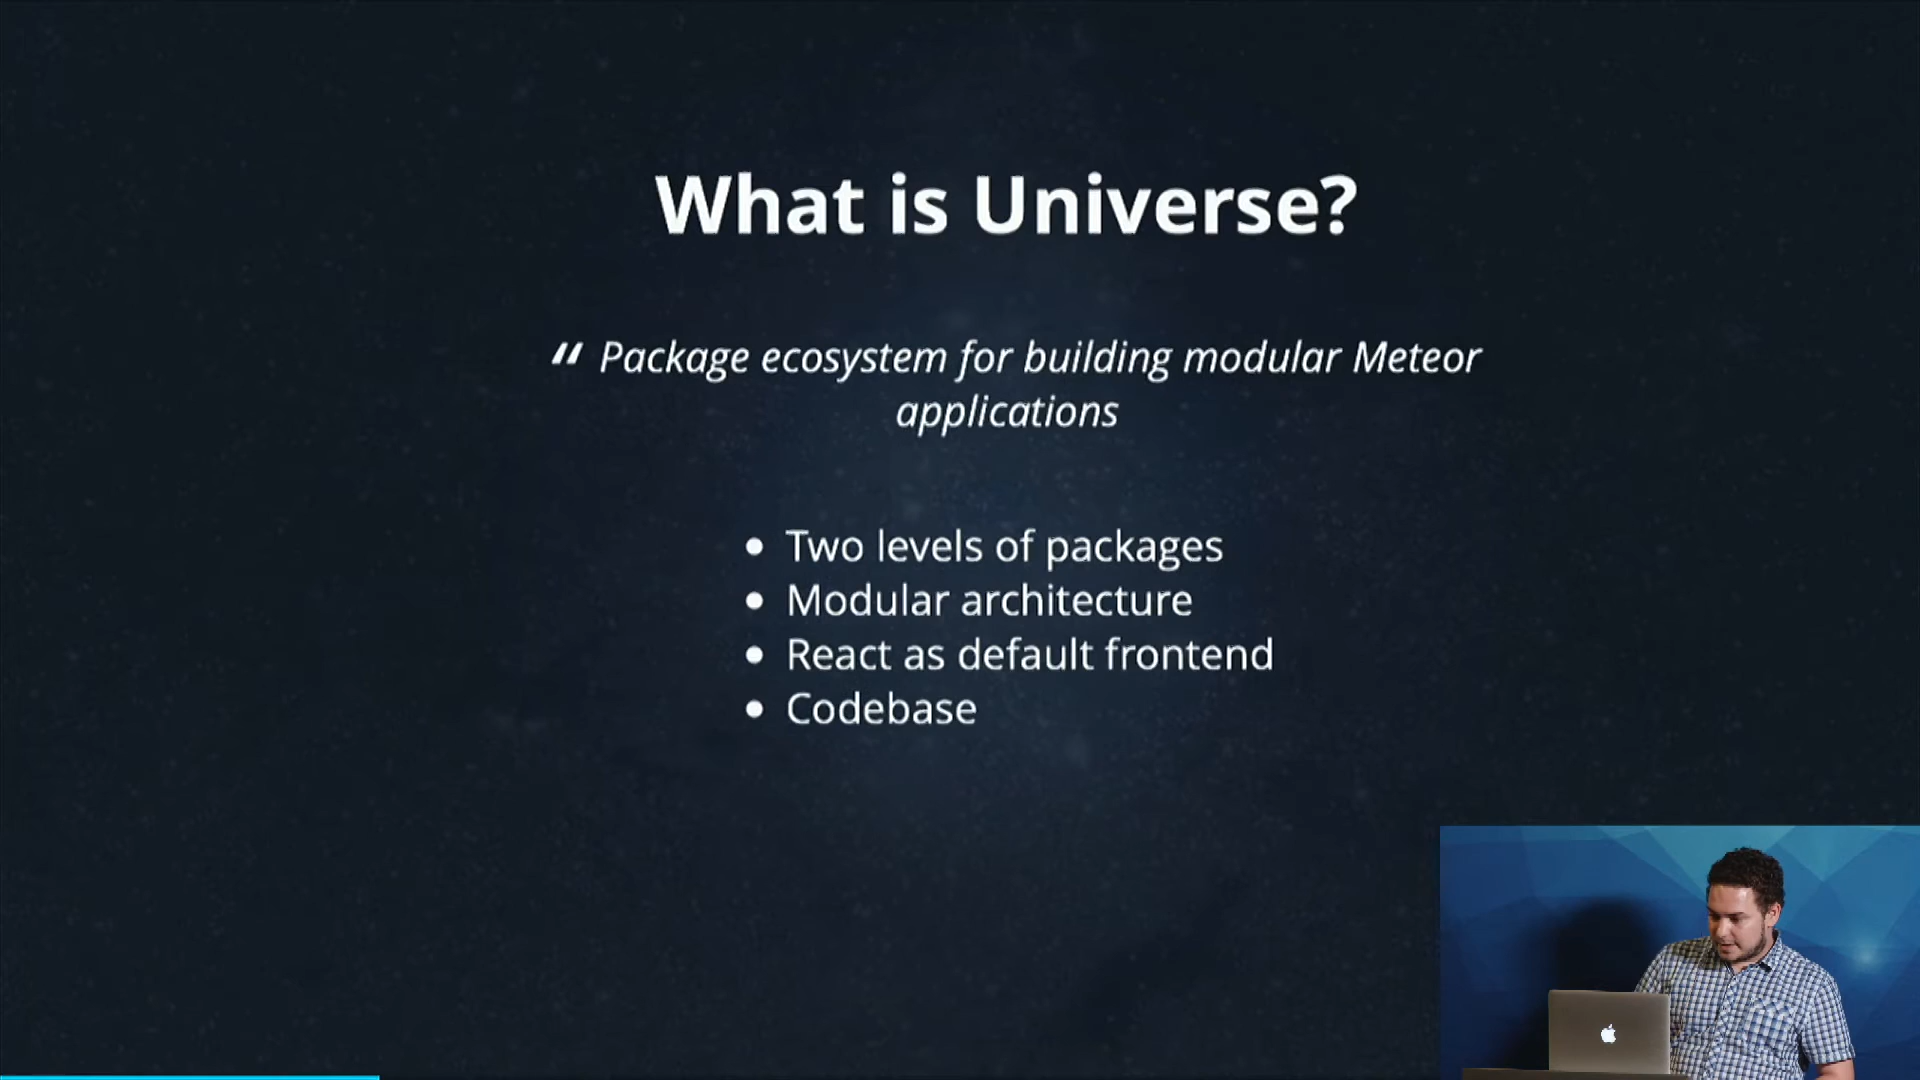 What is Universe?
“ Package ecosystem for building modular Meteor
applications
• Two levels of packages
• Modular architecture
• React as default frontend
• Codebase